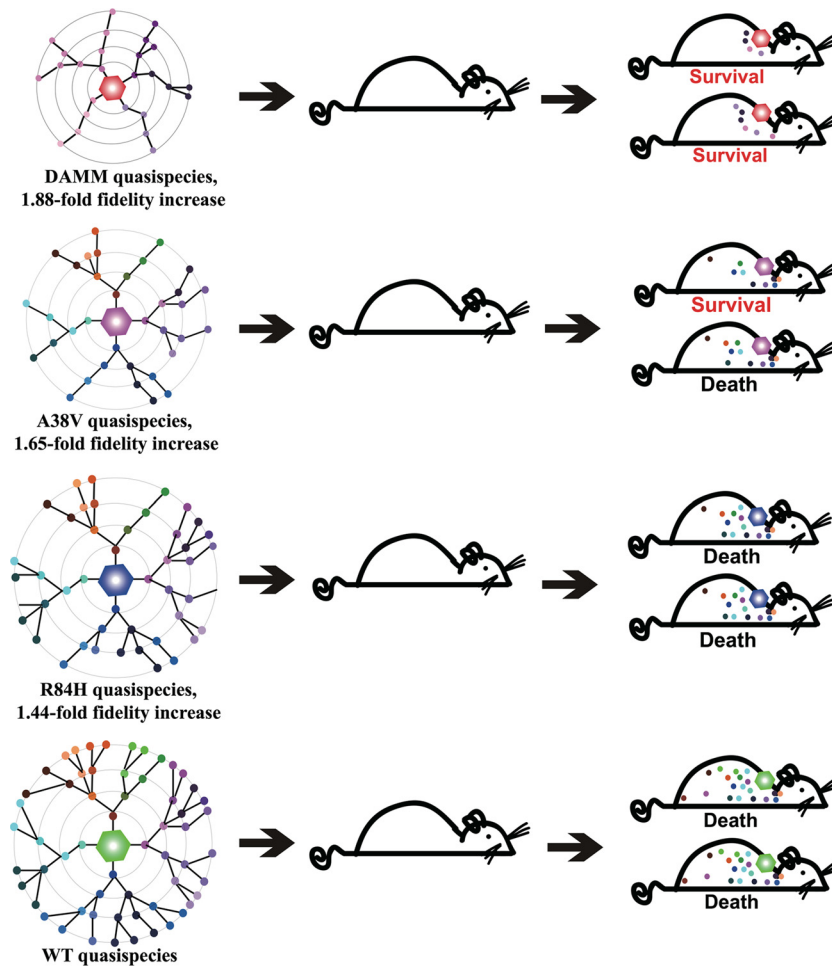 Survival
Survival
DAMM quasispecies,
1.88-fold fidelity increase
Survival
Death
A38V quasispecies,
1.65-fold fidelity increase
Death
Death
R84H quasispecies,
1.44-fold fidelity increase
Death
Death
WT quasispecies